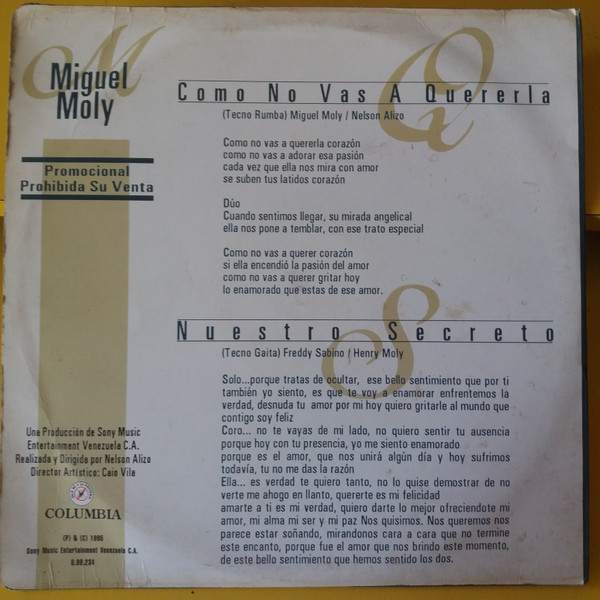 Miguel
Moly
Promocional
Prohibida Su Venta
Como No Vas A Quererla
(Tecno Rumba) Miguel Moly / Nelson Alizo
Como no vas a quererla corazón
como no vas a adorar esa pasión
cada vez que ella nos mira con amor
se suben tus latidos corazón
Dúo
Cuando sentimos llegar, su mirada angelical
ella nos pone a temblar, con ese trato especial
Como no vas a querer corazón
si ella encendió la pasión del amor
como no vas a querer gritar hoy
lo enamorado que estas de ese amor.
Nuestro Secreto
(Tecno Gaita) Freddy Sabino / Henry Moly
Solo...porque tratas de ocultar, ese bello sentimiento que por ti
también yo siento, es que te voy a enamorar enfrentemos la
verdad, desnuda tu amor por mi hoy quiero gritarle al mundo que
contigo soy feliz
Coro... no te vayas de mi lado, no quiero sentir tu ausencia
porque hoy con tu presencia, yo me siento enamorado
porque es el amor, que nos unirá algún día y hoy sufrimos
todavía, tu no me das la razón
Ella... es verdad te quiero tanto, no lo quise demostrar de no
verte me ahogo en llanto, quererte es mi felicidad
amarte a ti es mi verdad, quiero darte lo mejor ofreciendote mi
amor, mi alma mi ser y mi paz Nos quisimos. Nos queremos nos
parece estar soñando, mirandonos cara a cara que no termine
este encanto, porque fue el amor que nos brindo este momento,
de este bello sentimiento que hemos sentido los dos.
Una Producción de Sony Music
Entertainment Venezuela C.A.
Realizada y Dirigida por Nelson Alizo
Director Artístico: Caio Vila
COLUMBIA
(P) & (C) 1996
Sony Music Entertainment Venezuela C.A.
6.99.234